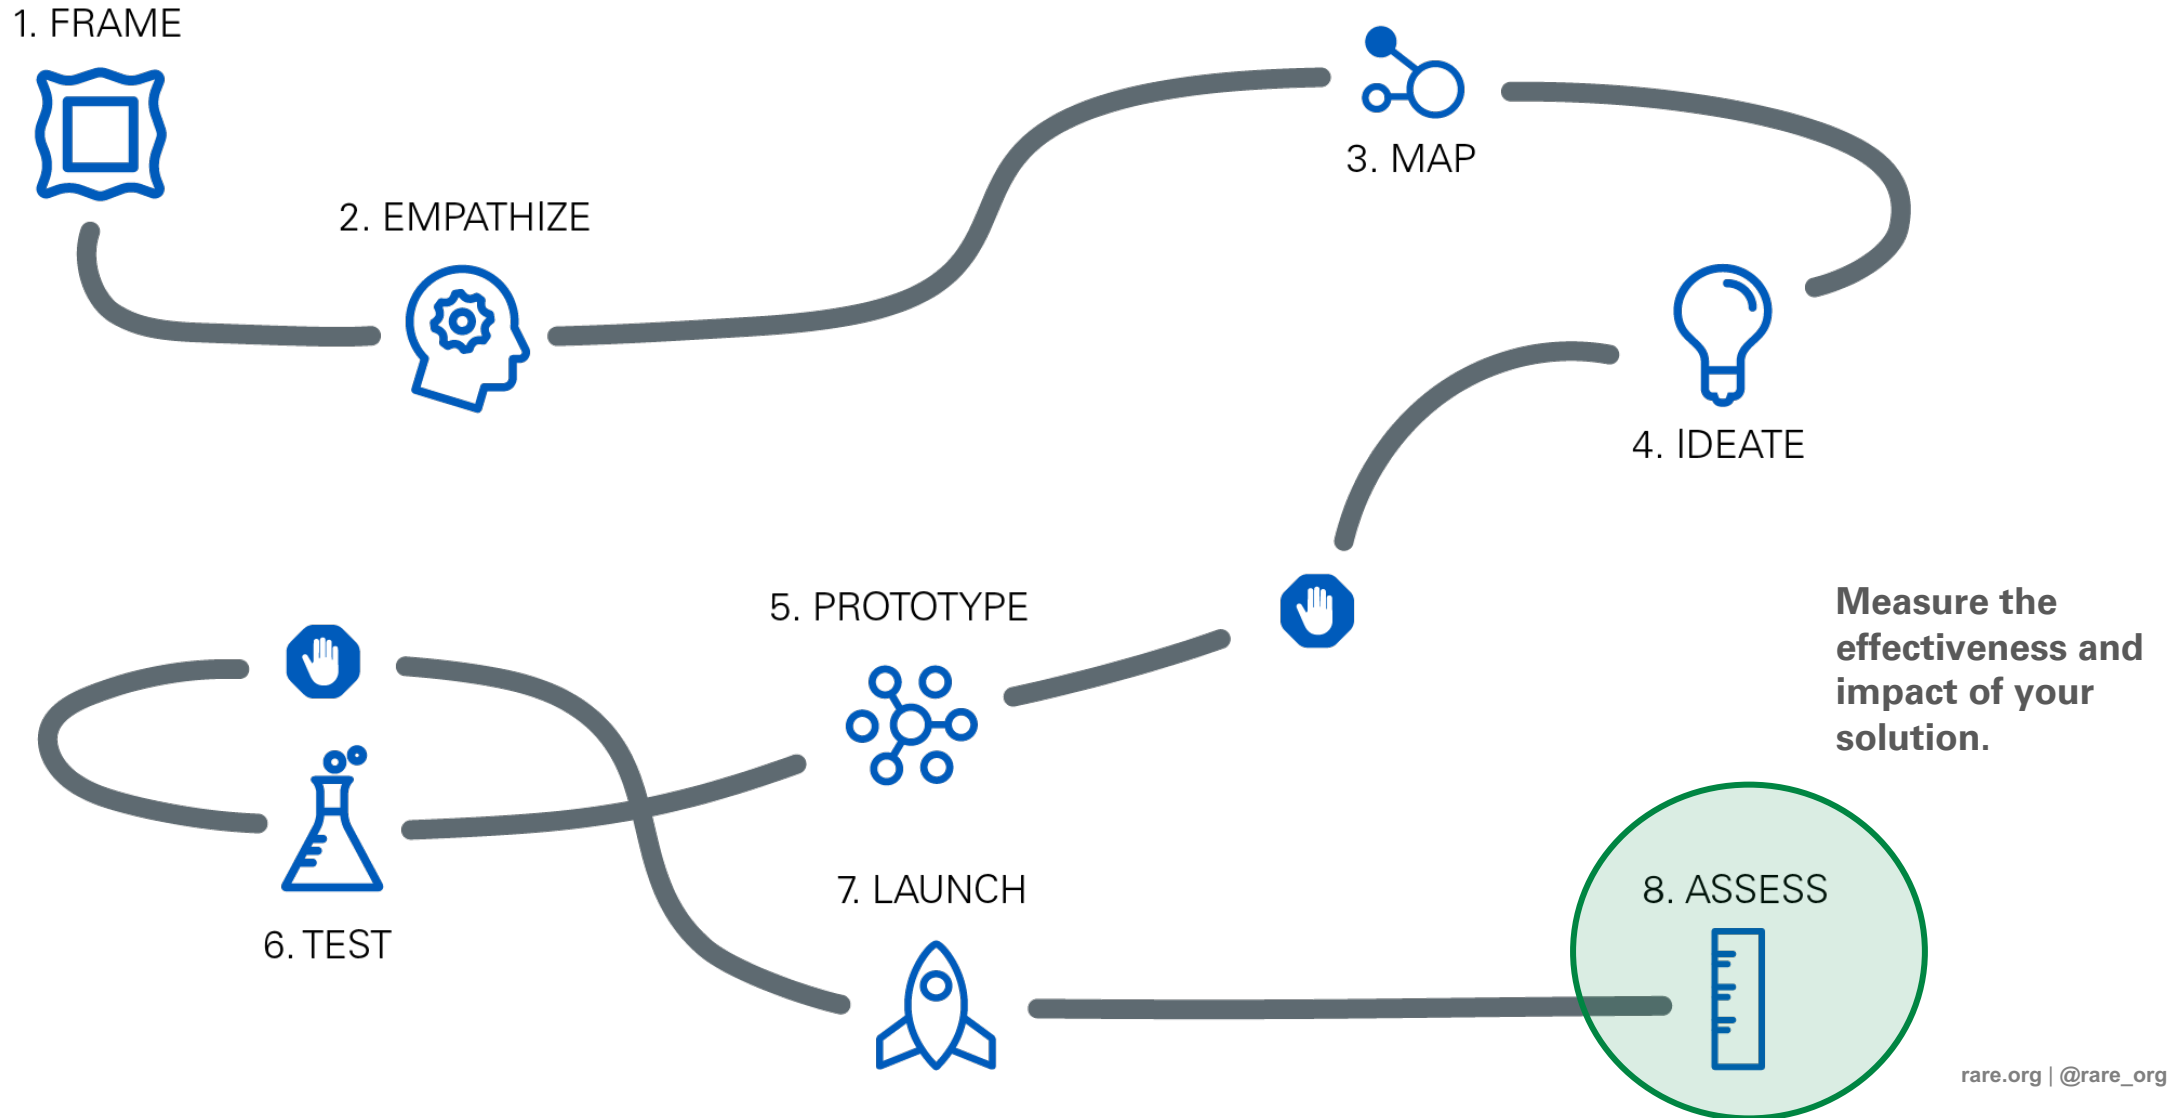 1. FRAME
2. EMPATHIZE
3. MAP
4. IDEATE
5. PROTOTYPE
6. TEST
7. LAUNCH
8. ASSESS
Measure the
effectiveness and
impact of your
solution.
rare.org | @rare_org